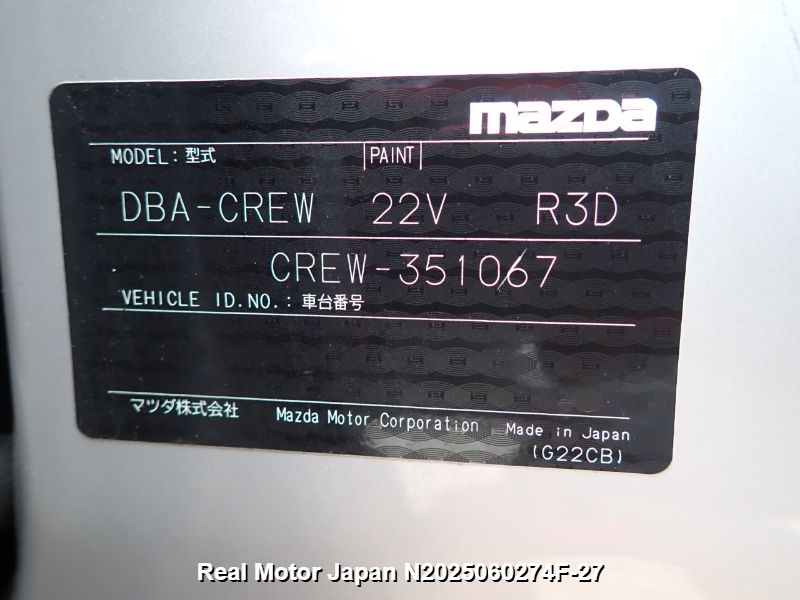 mazda
MODEL: 型式 PAINT
DBA-CREW 22V R3D
CREW-351067
VEHICLE ID.NO.: 車台番号
マツダ株式会社 Mazda Motor Corporation Made in Japan
(G22CB)
Real Motor Japan N2025060274F-27